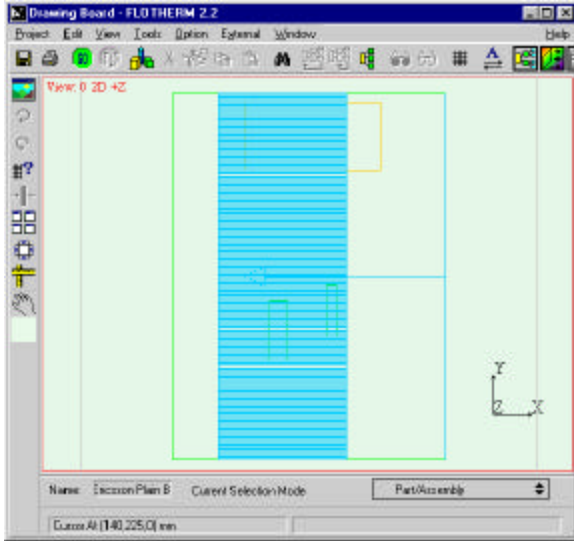 Drawing Board - FLOTHERM 2.2
Project Edit View Tools Option External Window Help
View: 0 2D +Z
Y
Z X
Name: Ericsson Plain B Current Selection Mode Part/Assembly
Cursor At (140,225,0) mm